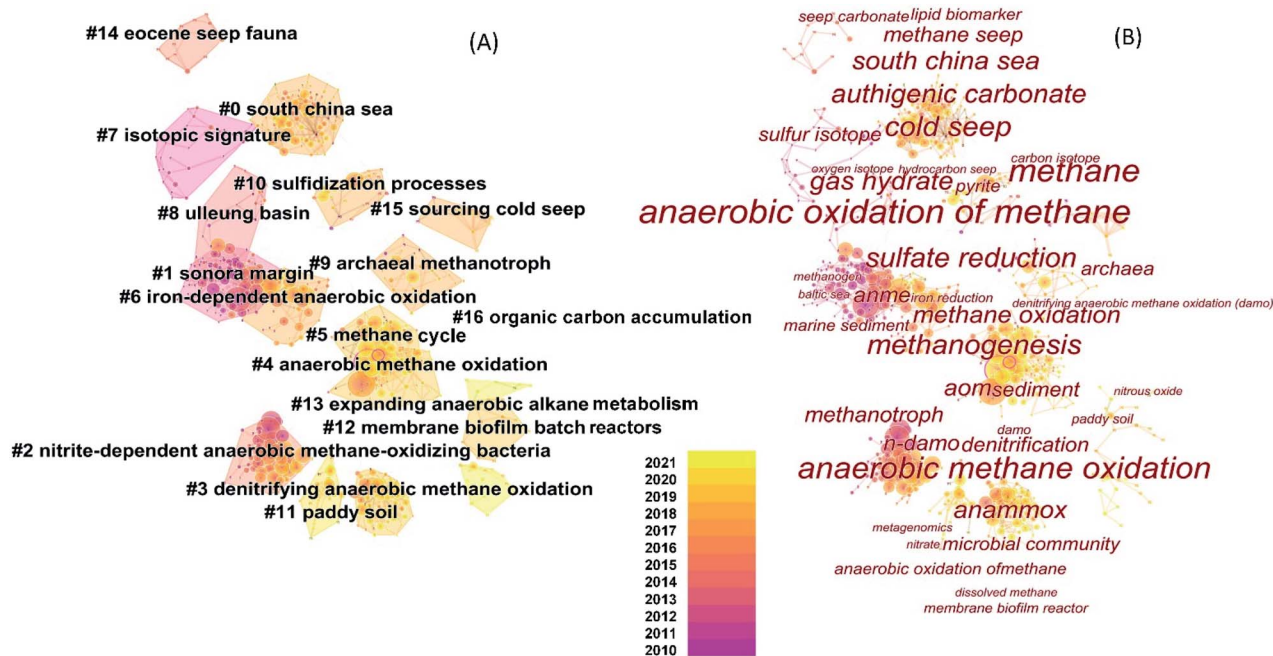 #14 eocene seep fauna
(A)
#0 south china sea
#7 isotopic signature
#10 sulfidization processes
#15 sourcing cold seep
#8 ulleung basin
#9 archaeal methanotroph
#1 sonora margin
#6 iron-dependent anaerobic oxidation
#16 organic carbon accumulation
#5 methane cycle
#4 anaerobic methane oxidation
#13 expanding anaerobic alkane metabolism
#12 membrane biofilm batch reactors
#2 nitrite-dependent anaerobic methane-oxidizing bacteria
#3 denitrifying anaerobic methane oxidation
#11 paddy soil
2021
2020
2019
2018
2017
2016
2015
2014
2013
2012
2011
2010
seep carbonate lipid biomarker
methane seep
(B)
south china sea
authigenic carbonate
sulfur isotope cold seep
carbon isotope
oxygen isotope hydrocarbon seep
gas hydrate pyrite methane
anaerobic oxidation of methane
sulfate reduction
archaea
methanogen
baltic sea anme iron reduction
denitrifying anaerobic methane oxidation (damo)
marine sediment methane oxidation
methanogenesis
aom sediment
nitrous oxide
methanotroph
paddy soil
damo
n-damo denitrification
anaerobic methane oxidation
anammox
metagenomics
nitrate microbial community
anaerobic oxidation ofmethane
dissolved methane
membrane biofilm reactor